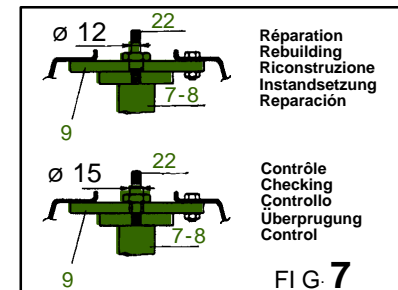 ø 12
22
7-8
9
Réparation
Rebuilding
Riconstruzione
Instandsetzung
Reparación
ø 15
22
7-8
9
Contrôle
Checking
Controllo
Überprugung
Control
FIG. 7